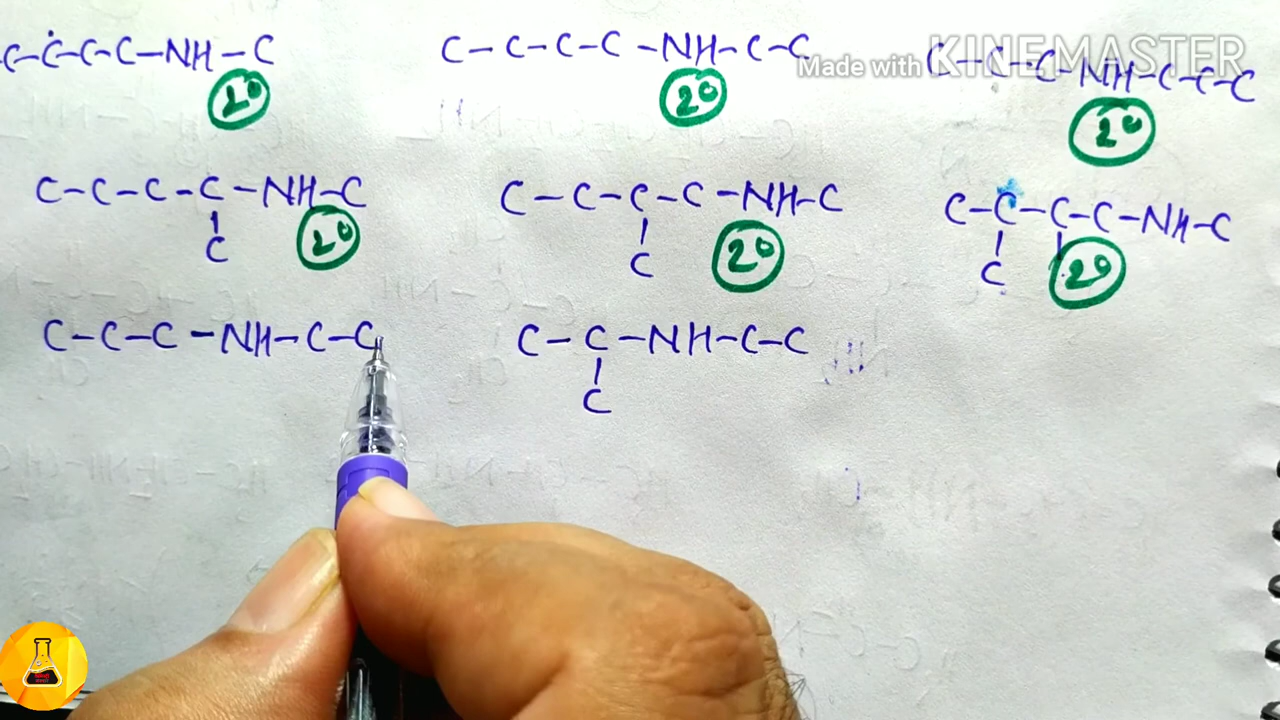 C-C-C-C-NH-C C-C-C-C-NH-C-C Made with KINEMASTER C-C-C-NH-C-C-C
2° 2° 2°
C-C-C-C-NH-C C-C-C-C-NH-C C-C-C-C-NH-C
C 2° C 2° C 2°
C-C-C-NH-C-C C-C-NH-C-C
C